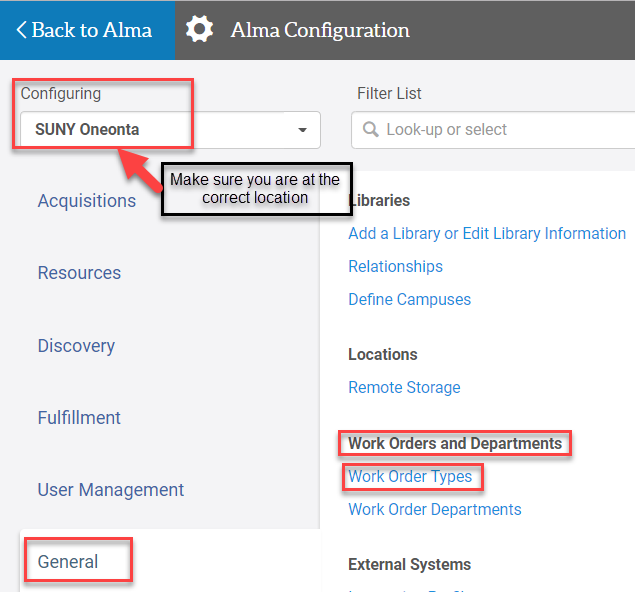 Back to Alma
Alma Configuration
Configuring
SUNY Oneonta
Filter List
Look-up or select
Make sure you are at the
correct location
Acquisitions
Resources
Discovery
Fulfillment
User Management
General
Libraries
Add a Library or Edit Library Information
Relationships
Define Campuses
Locations
Remote Storage
Work Orders and Departments
Work Order Types
Work Order Departments
External Systems